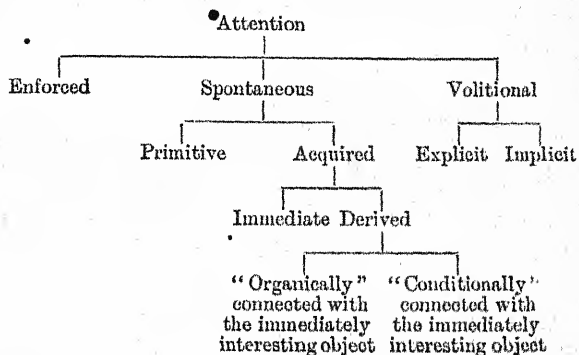 Attention
Enforced Spontaneous Volitional
Primitive Acquired Explicit Implicit
Immediate Derived
"Organically" "Conditionally"
connected with connected with
the immediately the immediately
interesting object interesting object